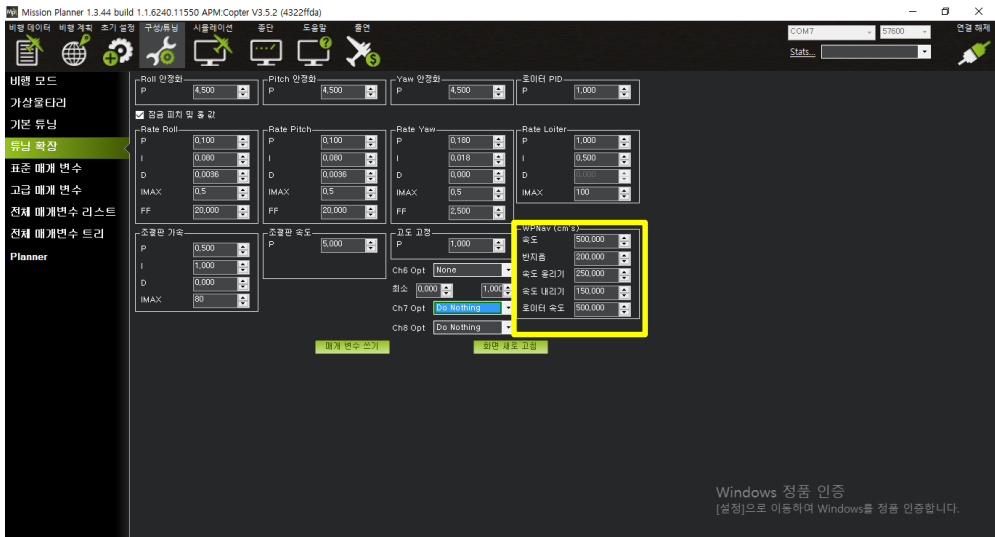 Mission Planner 1.3.44 build 1.1.6240.11550 APM:Copter V3.5.2 (4322ffda)
비행 데이터 비행 계획 초기 설정 구성/튜닝 시뮬레이션 종단 도움말 출연
COM7 57600 연결 해제
Stats...
비행 모드
가상울타리
기본 튜닝
튜닝 확장
표준 매개 변수
고급 매개 변수
전체 매개변수 리스트
전체 매개변수 트리
Planner
Roll 안정화
P 4,500
Pitch 안정화
P 4,500
Yaw 안정화
P 4,500
로이터 PID
P 1,000
잠금 피치 및 롤 값
Rate Roll
P 0,100
I 0,080
D 0,0036
IMAX 0,5
FF 20,000
Rate Pitch
P 0,100
I 0,080
D 0,0036
IMAX 0,5
FF 20,000
Rate Yaw
P 0,180
I 0,018
D 0,000
IMAX 0,5
FF 2,500
Rate Loiter
P 1,000
I 0,500
D 0,000
IMAX 100
조절판 가속
P 0,500
I 1,000
D 0,000
IMAX 80
조절판 속도
P 5,000
고도 고정
P 1,000
Ch6 Opt None
최소 0,000 1,000
Ch7 Opt Do Nothing
Ch8 Opt Do Nothing
WPNav (cm's)
속도 500,000
반지름 200,000
속도 올리기 250,000
속도 내리기 150,000
로이터 속도 500,000
매개 변수 쓰기 화면 새로 고침
Windows 정품 인증
[설정]으로 이동하여 Windows를 정품 인증합니다.